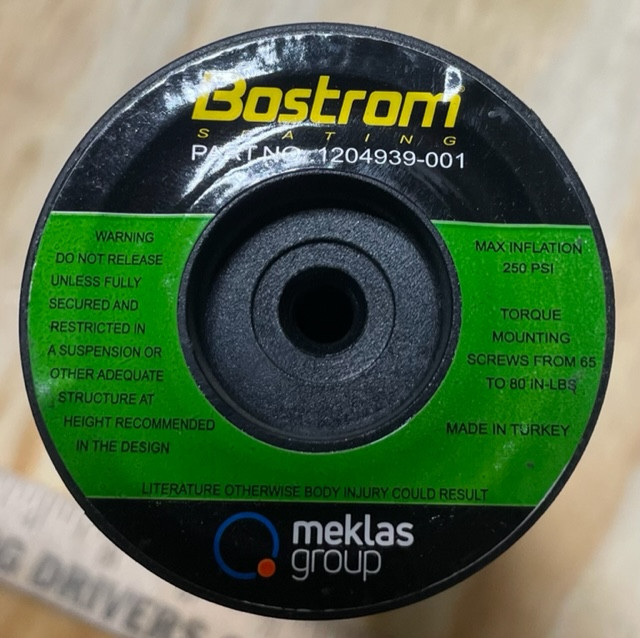 Bostrom
SEATING
PART NO: 1204939-001
WARNING
DO NOT RELEASE
UNLESS FULLY
SECURED AND
RESTRICTED IN
A SUSPENSION OR
OTHER ADEQUATE
STRUCTURE AT
HEIGHT RECOMMENDED
IN THE DESIGN
MAX INFLATION
250 PSI
TORQUE
MOUNTING
SCREWS FROM 65
TO 80 IN-LBS
MADE IN TURKEY
LITERATURE OTHERWISE BODY INJURY COULD RESULT
meklas
group
DRIVERS